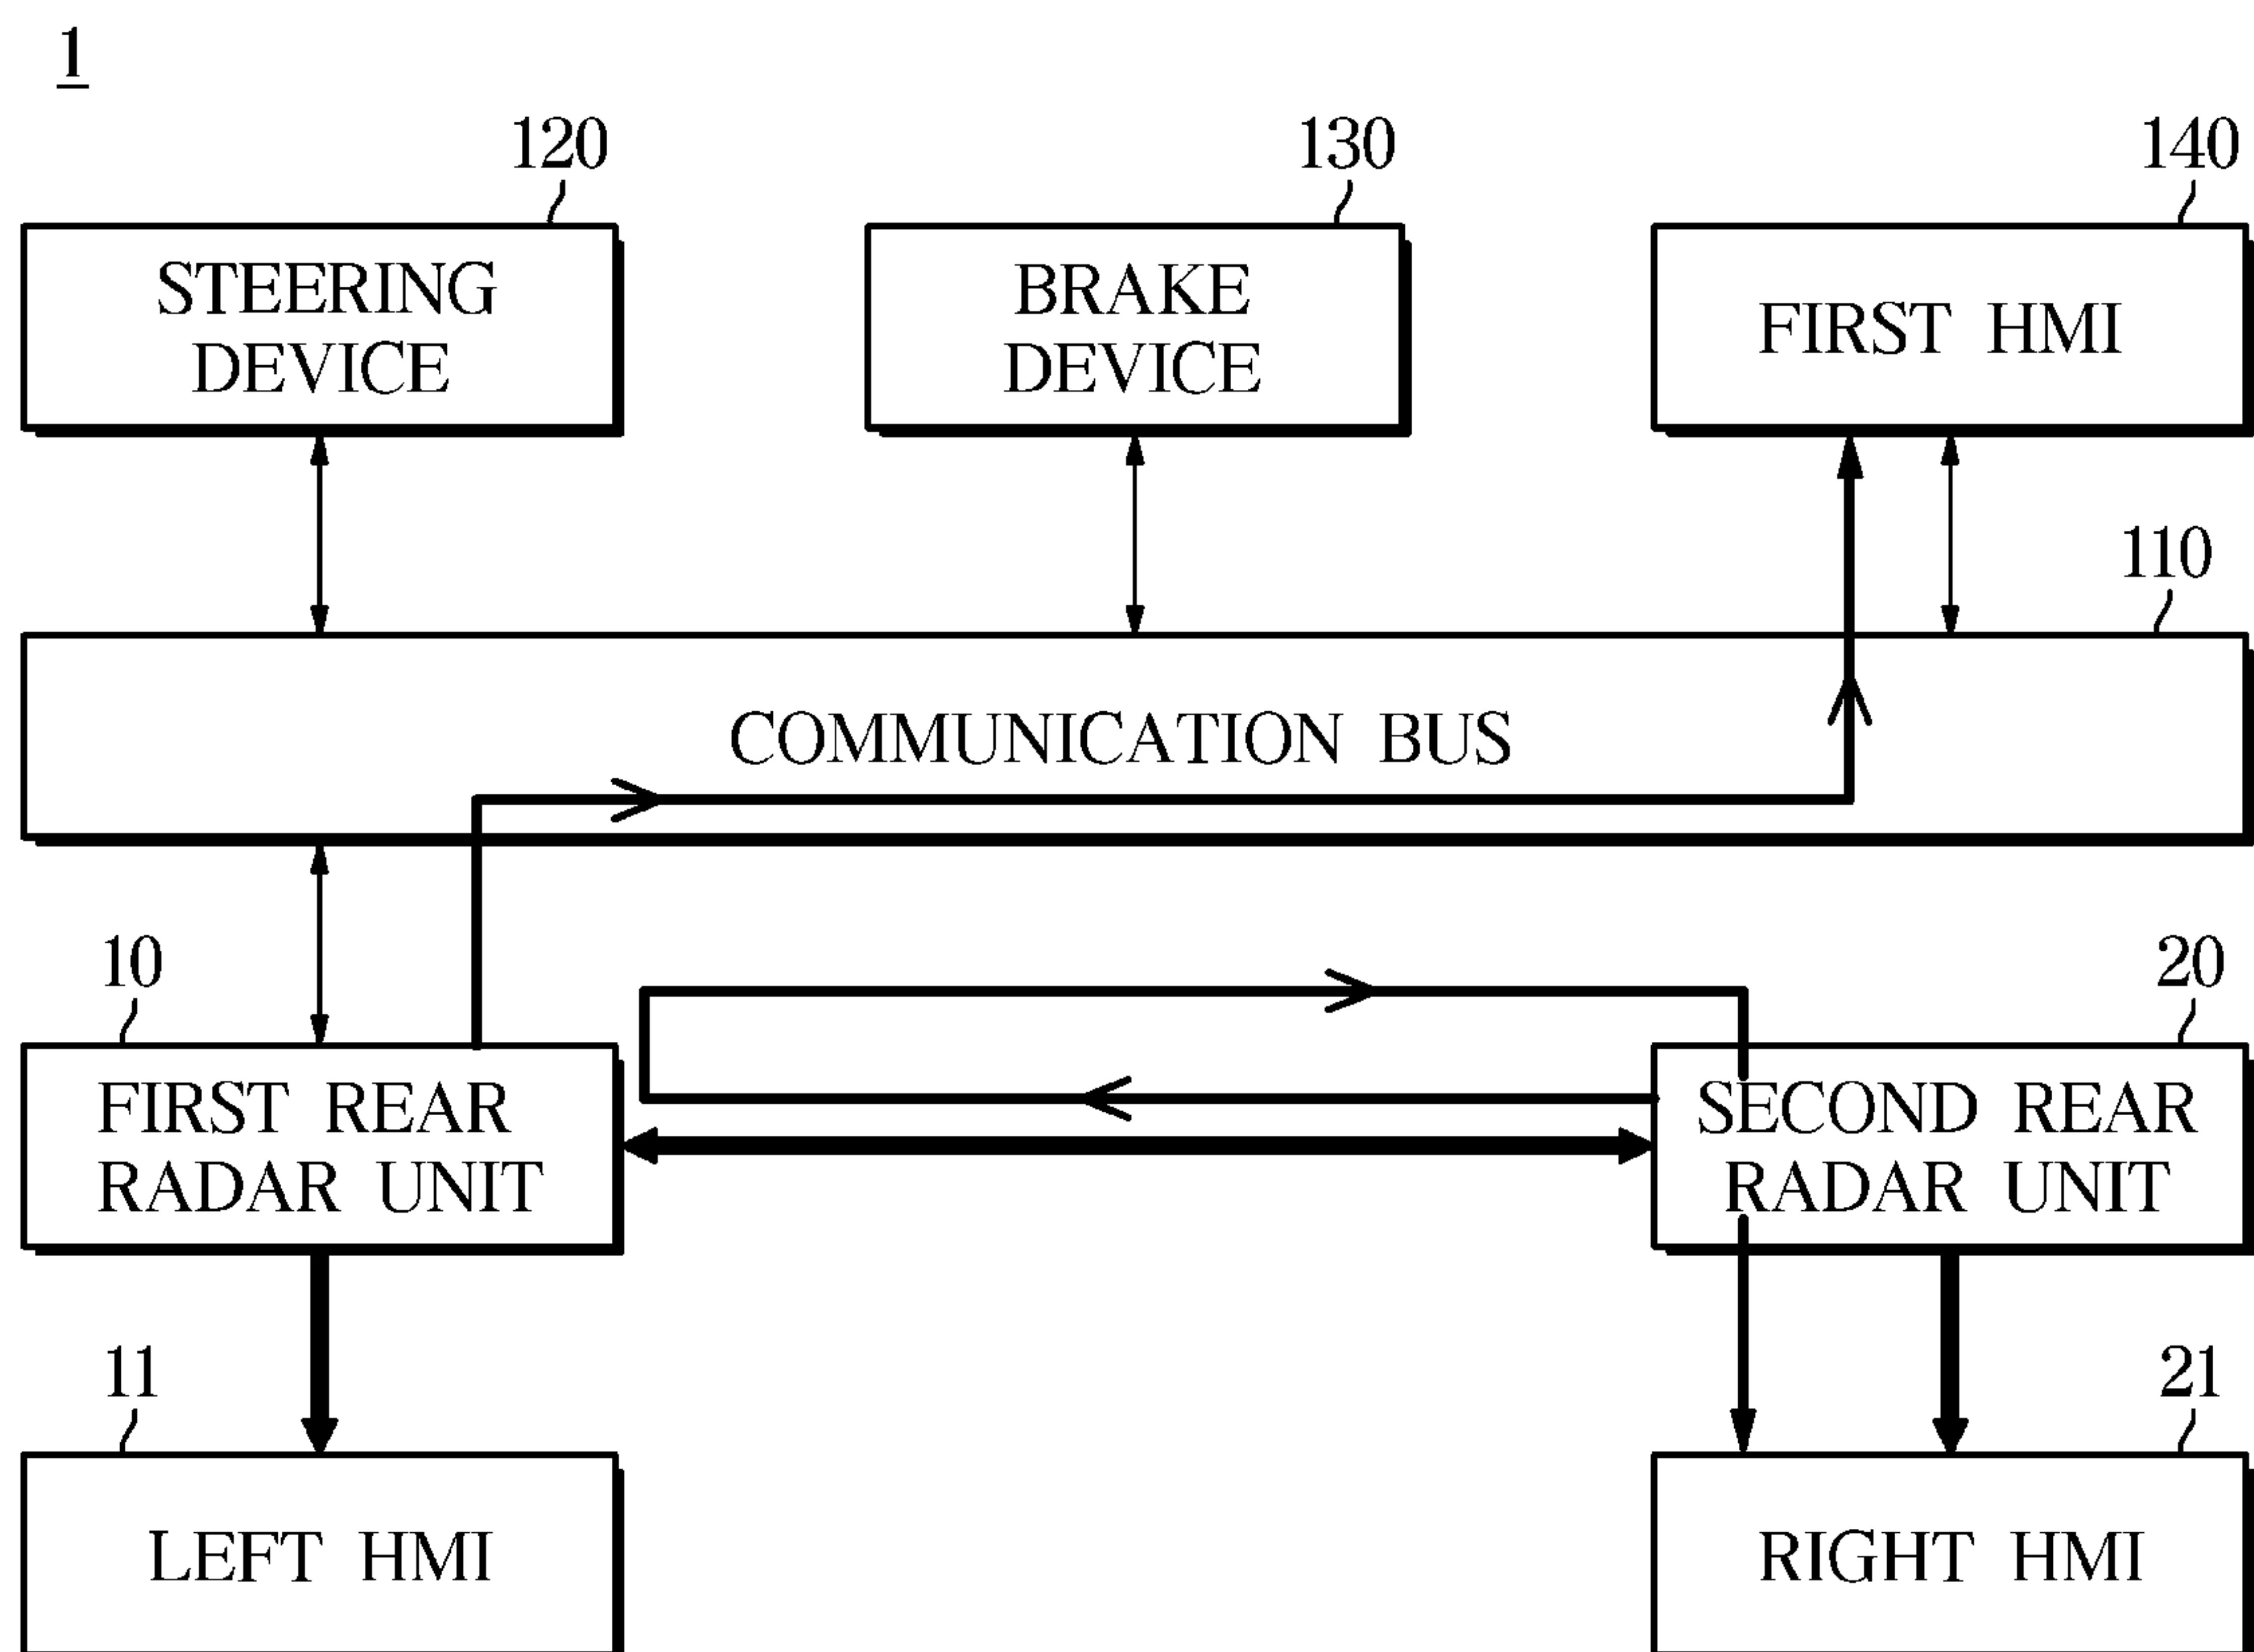 1
120
130
140
STEERING
DEVICE
BRAKE
DEVICE
FIRST HMI
110
COMMUNICATION BUS
10
20
FIRST REAR
RADAR UNIT
SECOND REAR
RADAR UNIT
11
21
LEFT HMI
RIGHT HMI